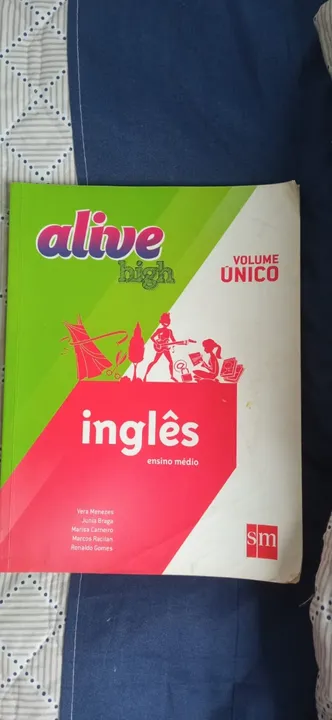 alive
high
VOLUME
ÚNICO
inglês
ensino médio
Vera Menezes
Junia Braga
Marisa Carneiro
Marcos Racilan
Ronaldo Gomes
sm